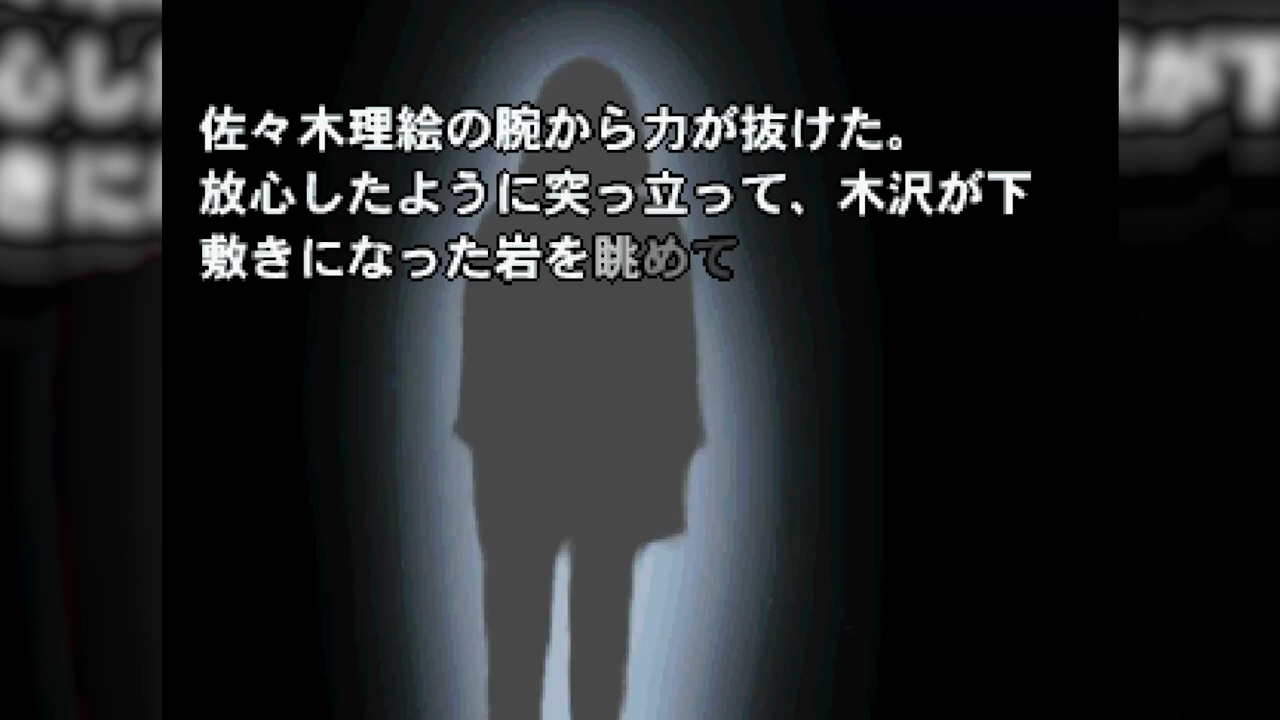 佐々木理絵の腕から力が抜けた。
放心したように突っ立って、木沢が下
敷きになった岩を眺めて